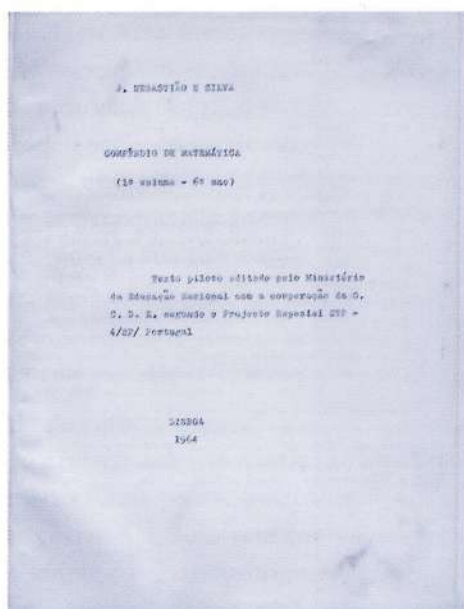 J. SEBASTIÃO E SILVA
COMPÊNDIO DE MATEMÁTICA
(1º volume - 6º ano)
Texto piloto editado pelo Ministério
da Educação Nacional com a cooperação da O.
C. D. E. segundo o Projecto Especial STP -
4/SP/ Portugal
LISBOA
1964